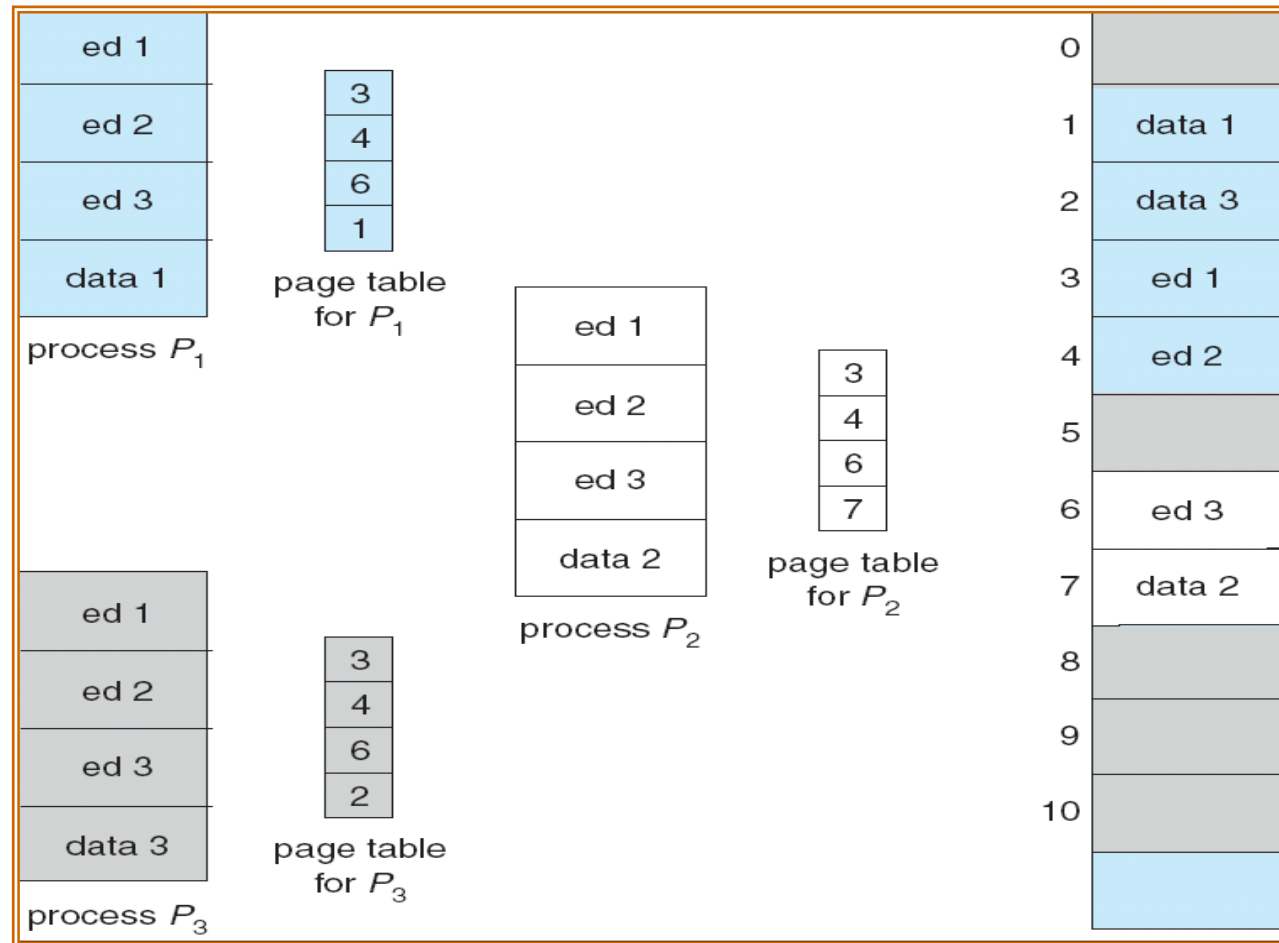 ed 1
ed 2
ed 3
data 1
process P1
3
4
6
1
page table
for P1
ed 1
ed 2
ed 3
data 2
process P2
3
4
6
7
page table
for P2
ed 1
ed 2
ed 3
data 3
process P3
3
4
6
2
page table
for P3
0
1 data 1
2 data 3
3 ed 1
4 ed 2
5
6 ed 3
7 data 2
8
9
10